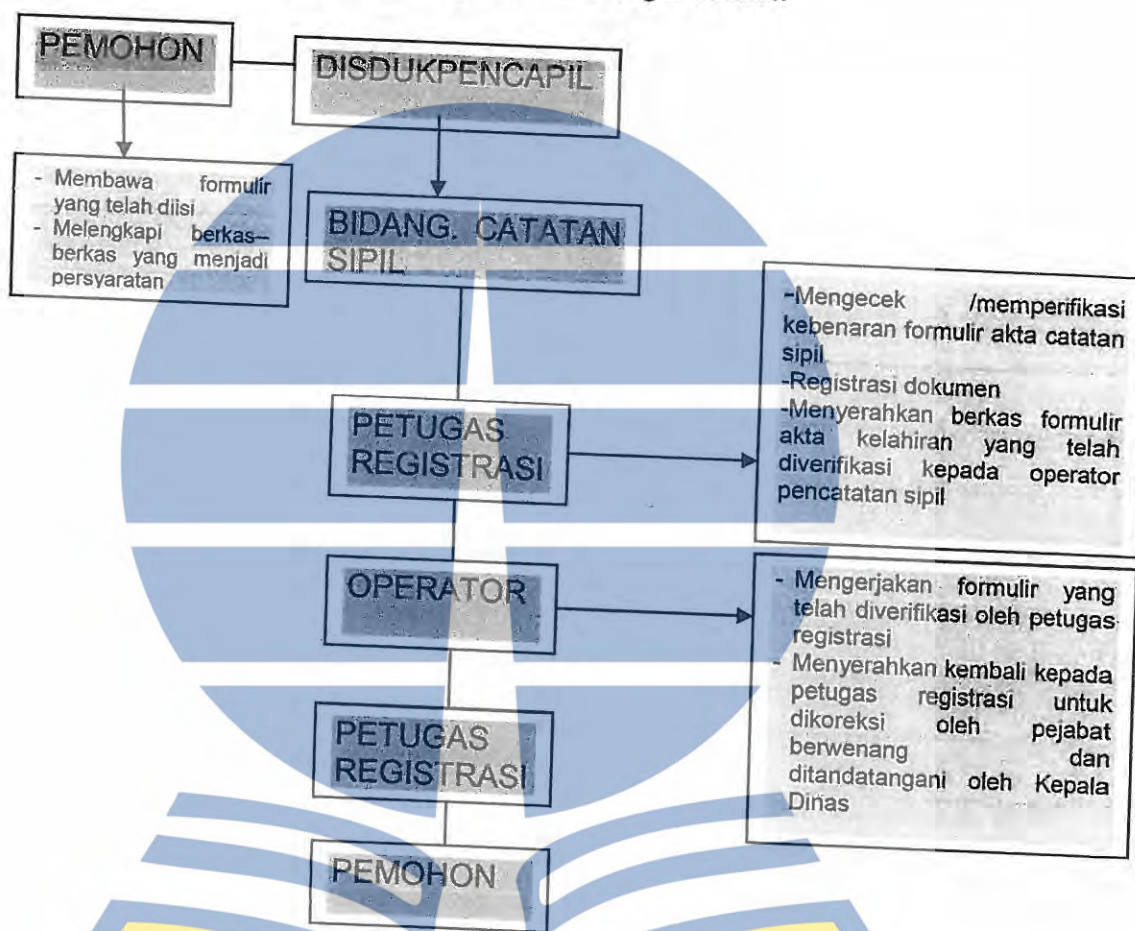 PEMOHON
DISDUKPENCAPIL
- Membawa formulir
yang telah diisi
- Melengkapi berkas–
berkas yang menjadi
persyaratan
BIDANG. CATATAN
SIPIL
-Mengecek /memperifikasi
kebenaran formulir akta catatan
sipil
-Registrasi dokumen
-Menyerahkan berkas formulir
akta kelahiran yang telah
diverifikasi kepada operator
pencatatan sipil
PETUGAS
REGISTRASI
OPERATOR
- Mengerjakan formulir yang
telah diverifikasi oleh petugas
registrasi
- Menyerahkan kembali kepada
petugas registrasi untuk
dikoreksi oleh pejabat
berwenang dan
ditandatangani oleh Kepala
Dinas
PETUGAS
REGISTRASI
PEMOHON